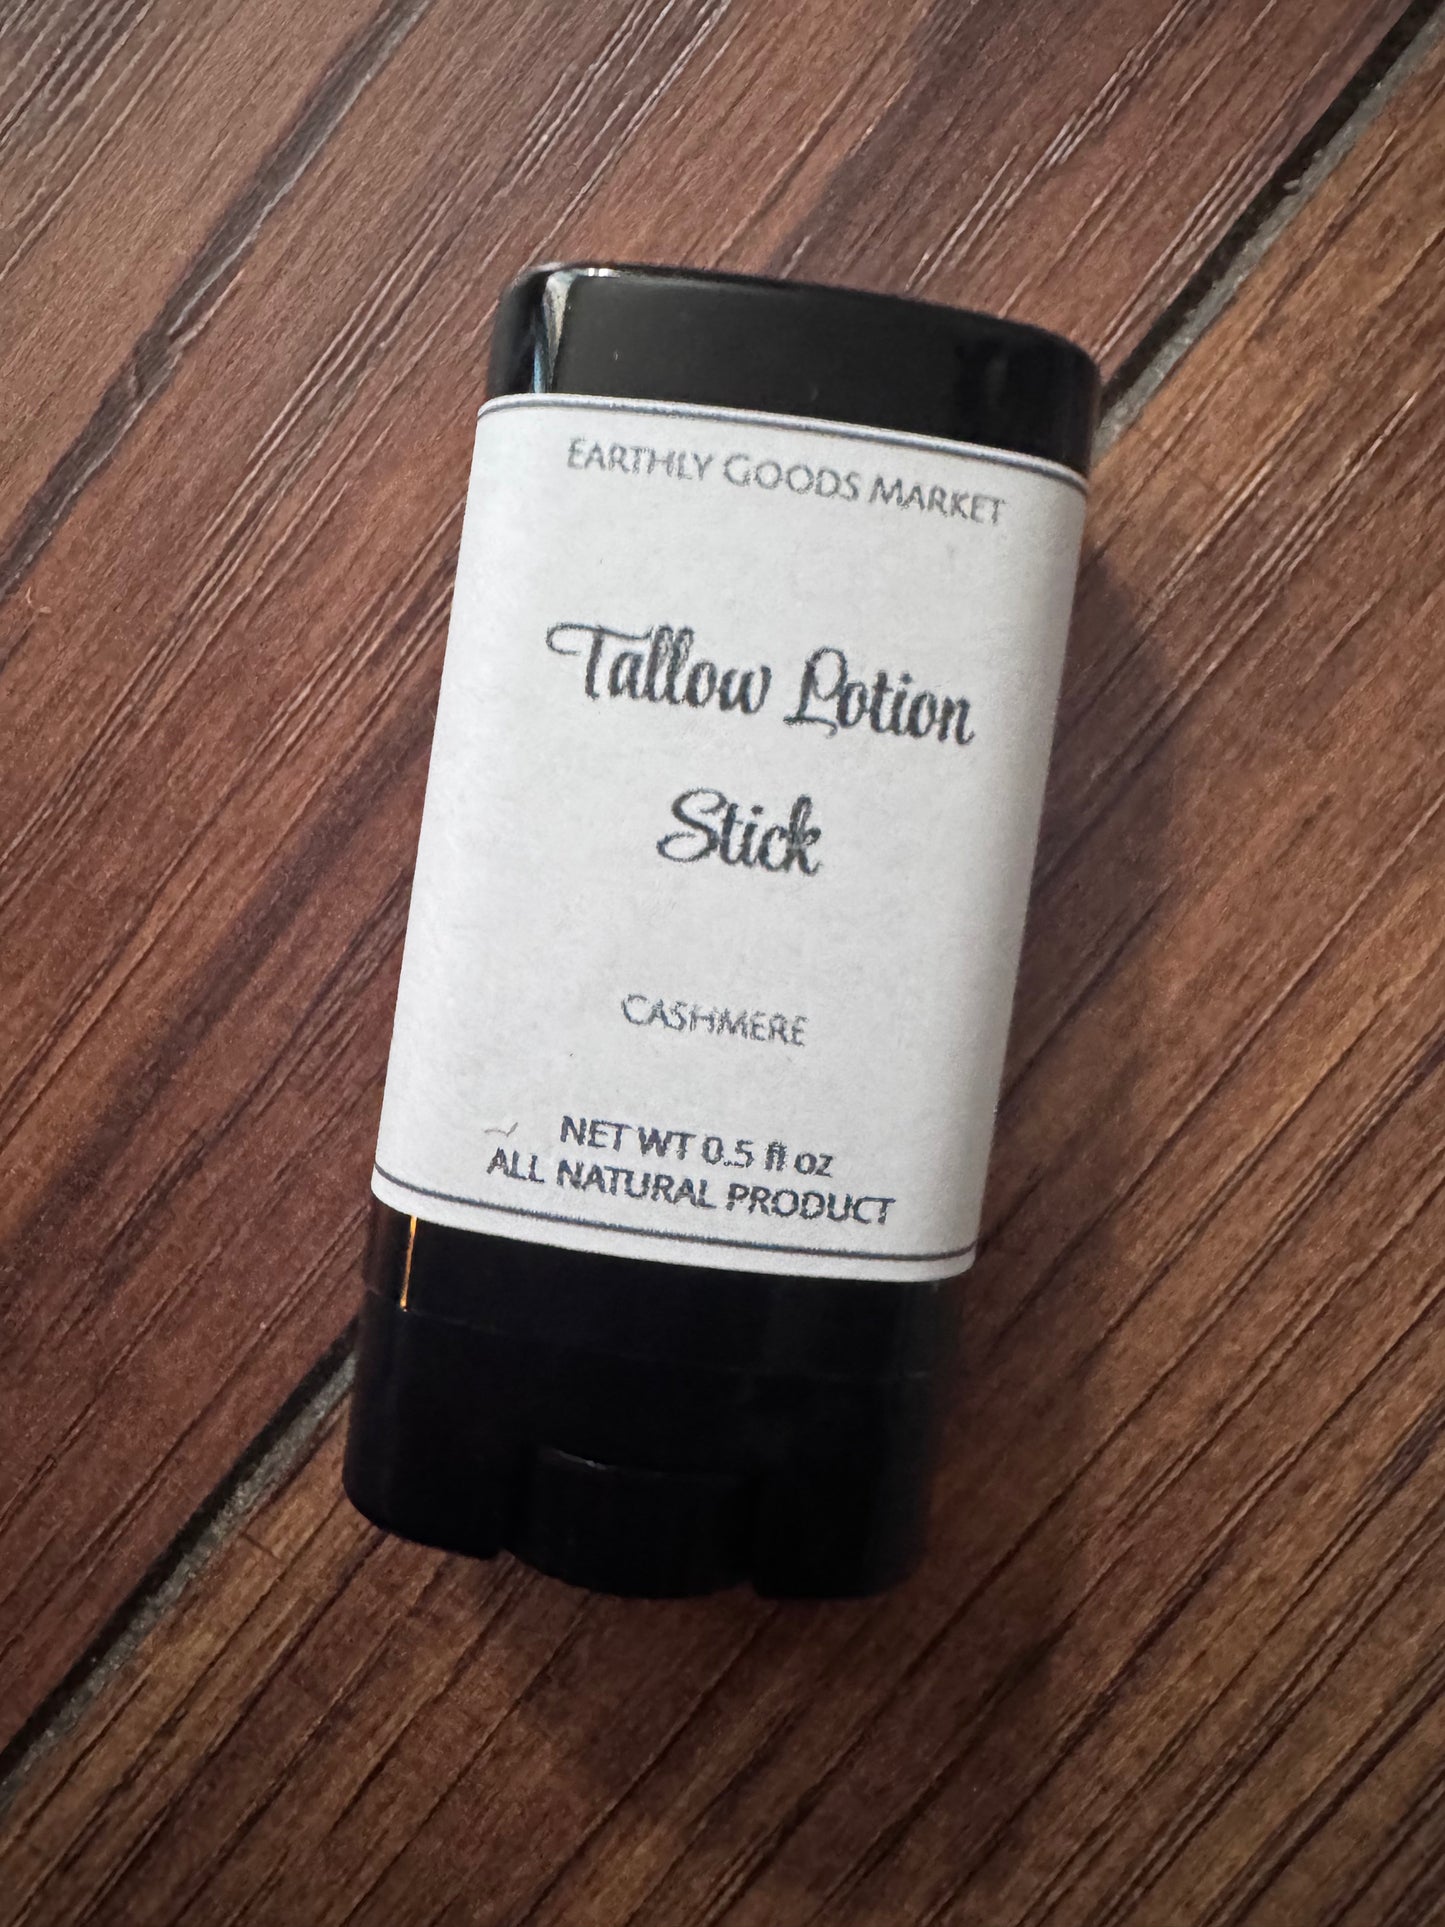 EARTHLY GOODS MARKET
Tallow Lotion
Stick
CASHMERE
NET WT 0.5 fl oz
ALL NATURAL PRODUCT